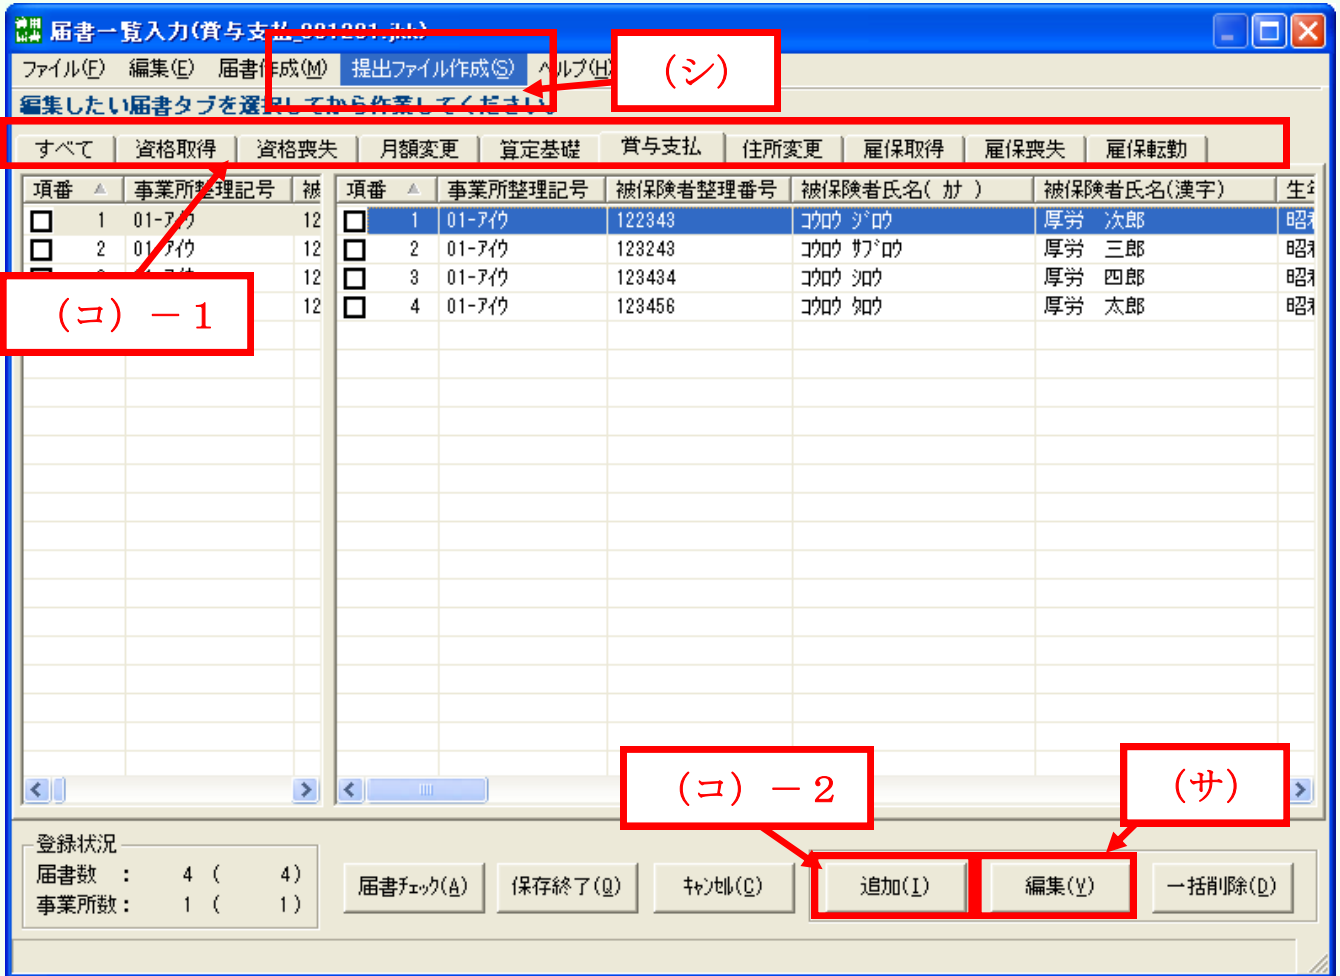 届書一覧入力(賞与支払_001201.jkk)
ファイル(F) 編集(E) 届書作成(M) 提出ファイル作成(S) ヘルプ(H)
(シ)
編集したい届書タブを選択してから作業してください。
すべて 資格取得 資格喪失 月額変更 算定基礎 賞与支払 住所変更 雇保取得 雇保喪失 雇保転勤
項番 事業所整理記号 被 項番 事業所整理記号 被保険者整理番号 被保険者氏名(カナ) 被保険者氏名(漢字) 生年
1 01-アイウ 12 1 01-アイウ 122343 コウロウ ジロウ 厚労 次郎 昭和
2 01-アイウ 12 2 01-アイウ 123243 コウロウ サブロウ 厚労 三郎 昭和
12 3 01-アイウ 123434 コウロウ シロウ 厚労 四郎 昭和
12 4 01-アイウ 123456 コウロウ タロウ 厚労 太郎 昭和
(コ)-1
(コ)-2
(サ)
登録状況
届書数 : 4 ( 4)
事業所数 : 1 ( 1)
届書チェック(A) 保存終了(Q) キャンセル(C) 追加(I) 編集(Y) 一括削除(D)